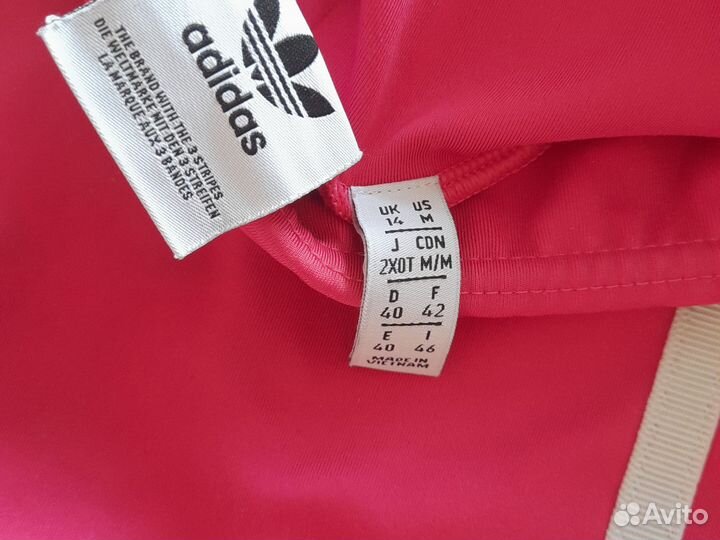 adidas
THE BRAND WITH THE 3 STRIPES
DIE WELTMARKE MIT DEN 3 STREIFEN
LA MARQUE AUX 3 BANDES
UK US
14 M
J CDN
2XOT M/M
D F
40 42
E I
40 46
MADE IN
VIETNAM
Avito